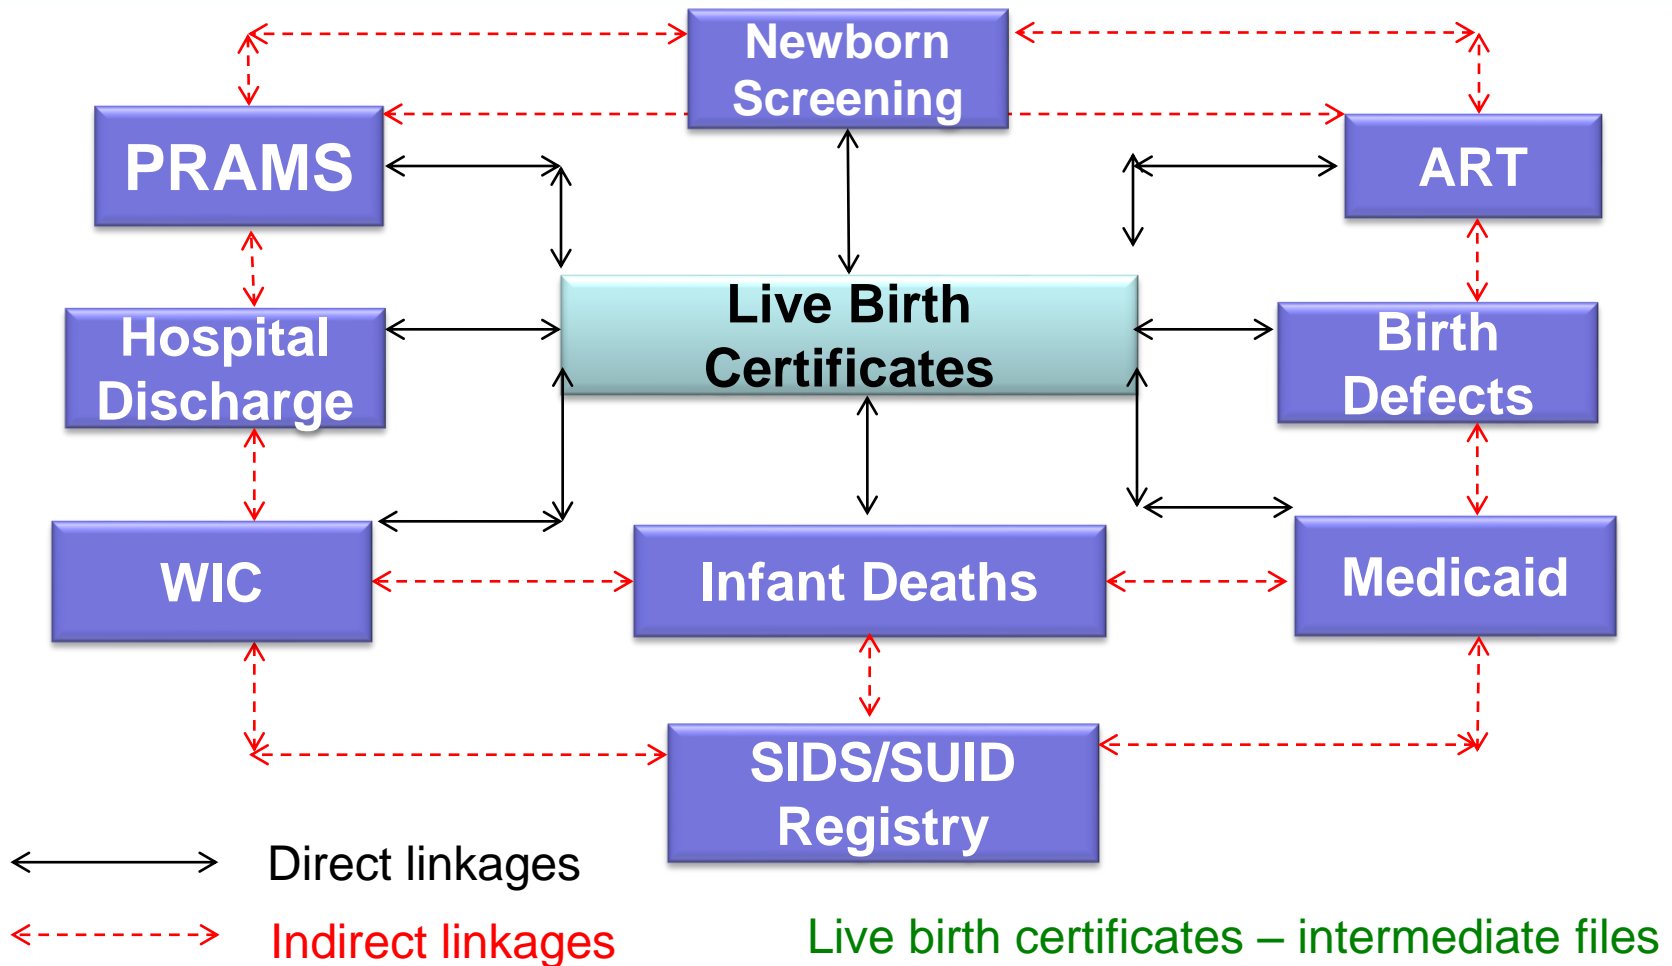 Newborn
Screening
PRAMS
ART
Live Birth
Certificates
Hospital
Discharge
Birth
Defects
WIC
Infant Deaths
Medicaid
SIDS/SUID
Registry
Direct linkages
Indirect linkages
Live birth certificates – intermediate files